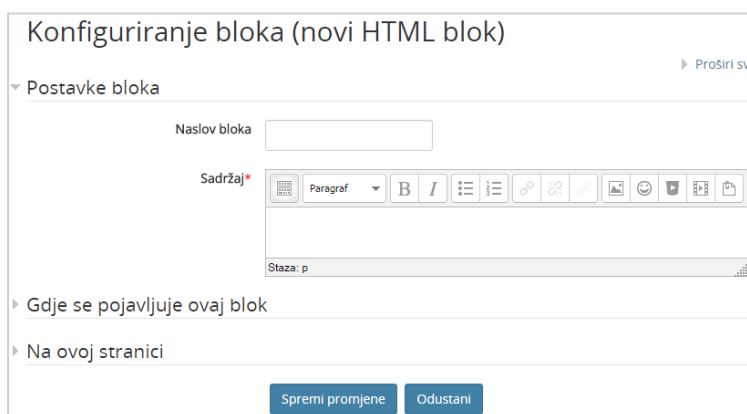 Konfiguriranje bloka (novi HTML blok)
Proširi
Postavke bloka
Naslov bloka
Sadržaj*
Paragraf B I
Staza: p
Gdje se pojavljuje ovaj blok
Na ovoj stranici
Spremi promjene Odustani